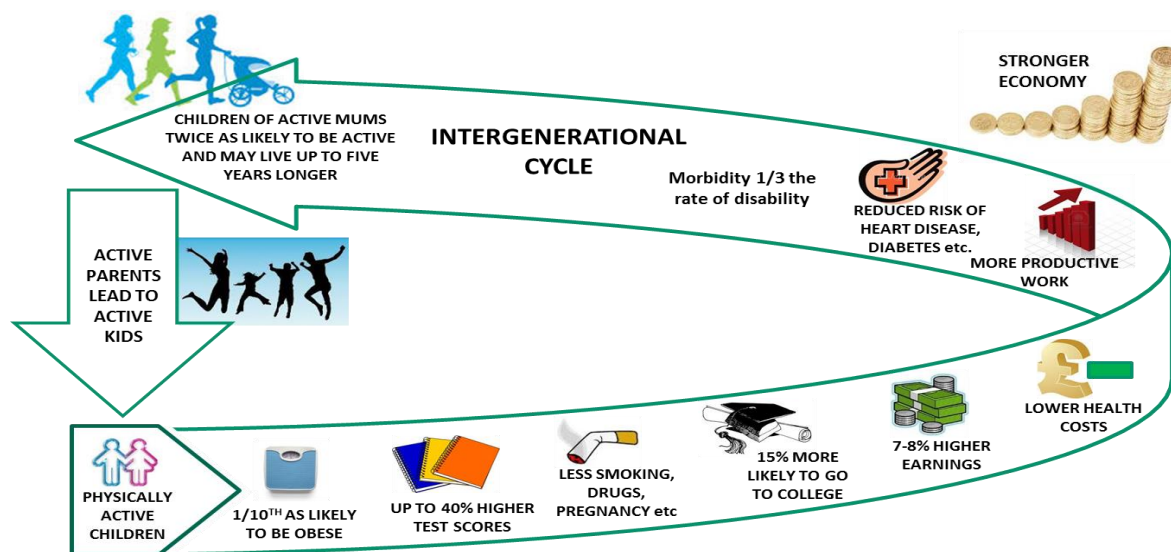 STRONGER
ECONOMY
CHILDREN OF ACTIVE MUMS
TWICE AS LIKELY TO BE ACTIVE
AND MAY LIVE UP TO FIVE
YEARS LONGER
INTERGENERATIONAL
CYCLE
Morbidity 1/3 the
rate of disability
REDUCED RISK OF
HEART DISEASE,
DIABETES etc.
MORE PRODUCTIVE
WORK
ACTIVE
PARENTS
LEAD TO
ACTIVE
KIDS
PHYSICALLY
ACTIVE
CHILDREN
1/10TH AS LIKELY
TO BE OBESE
UP TO 40% HIGHER
TEST SCORES
LESS SMOKING,
DRUGS,
PREGNANCY etc
15% MORE
LIKELY TO GO
TO COLLEGE
7-8% HIGHER
EARNINGS
£
LOWER HEALTH
COSTS